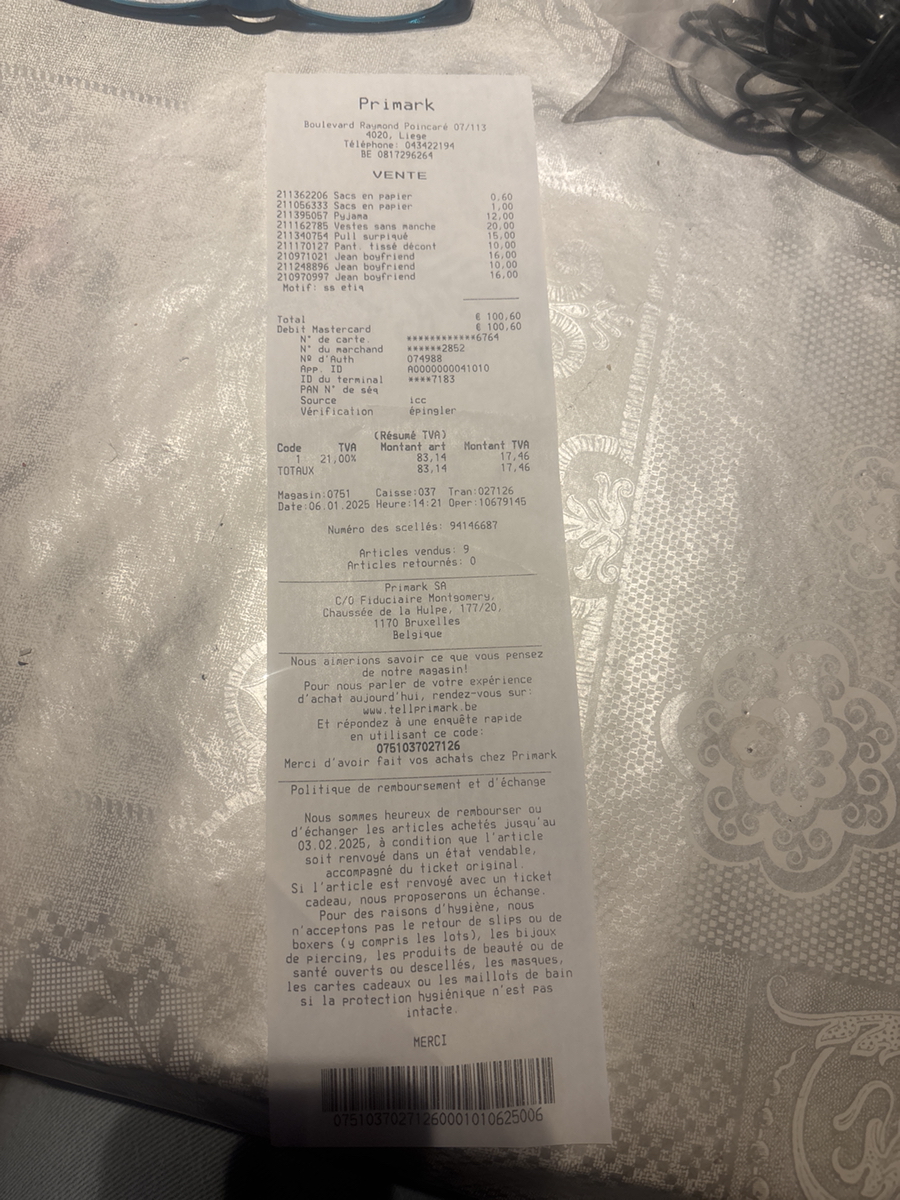 Primark
Boulevard Raymond Poincaré 07/113
4020, Liege
Téléphone: 043422194
BE 0817296264
VENTE
211362206 Sacs en papier 0,60
211056333 Sacs en papier 1,00
211395057 Pyjama 12,00
211162785 Vestes sans manche 20,00
211340754 Pull surpiqué 15,00
211170127 Pant. tissé décont 10,00
210971021 Jean boyfriend 16,00
211248896 Jean boyfriend 10,00
210970997 Jean boyfriend 16,00
Motif: ss etiq
Total € 100,60
Debit Mastercard € 100,60
N° de carte. ************6764
N° du marchand ******2852
Nº d'Auth 074988
App. ID A0000000041010
ID du terminal ****7183
PAN N° de séq
Source icc
Vérification épingler
(Résumé TVA)
Code TVA Montant art Montant TVA
1 21,00% 83,14 17,46
TOTAUX 83,14 17,46
Magasin:0751 Caisse:037 Tran:027126
Date:06.01.2025 Heure:14:21 Oper:10679145
Numéro des scellés: 94146687
Articles vendus: 9
Articles retournés: 0
Primark SA
C/O Fiduciaire Montgomery,
Chaussée de la Hulpe, 177/20,
1170 Bruxelles
Belgique
Nous aimerions savoir ce que vous pensez
de notre magasin!
Pour nous parler de votre expérience
d'achat aujourd'hui, rendez-vous sur:
www.tellprimark.be
Et répondez à une enquête rapide
en utilisant ce code:
0751037027126
Merci d'avoir fait vos achats chez Primark
Politique de remboursement et d'échange
Nous sommes heureux de rembourser ou
d'échanger les articles achetés jusqu'au
03.02.2025, à condition que l'article
soit renvoyé dans un état vendable,
accompagné du ticket original.
Si l'article est renvoyé avec un ticket
cadeau, nous proposerons un échange.
Pour des raisons d'hygiène, nous
n'acceptons pas le retour de slips ou de
boxers (y compris les lots), les bijoux
de piercing, les produits de beauté ou de
santé ouverts ou descellés, les masques,
les cartes cadeaux ou les maillots de bain
si la protection hygiénique n'est pas
intacte.
MERCI
075103702712600010106250​06